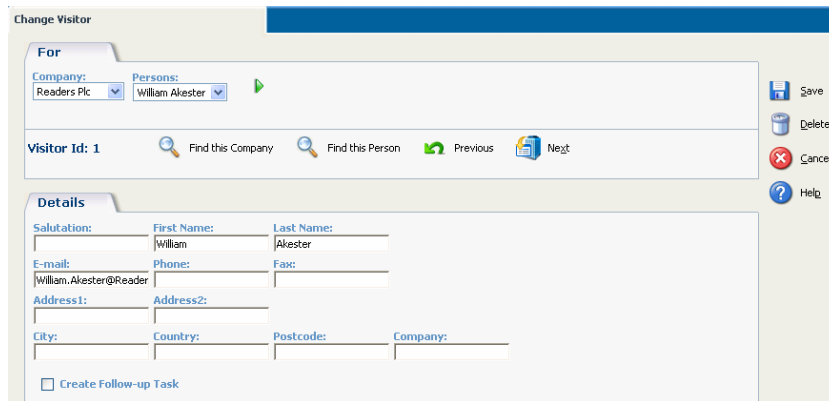 Change Visitor
For
Company: Persons:
Readers Plc William Akester
Visitor Id: 1 Find this Company Find this Person Previous Next
Save
Delete
Cance
Help
Details
Salutation: First Name: Last Name:
William Akester
E-mail: Phone: Fax:
William.Akester@Reader
Address1: Address2:
City: Country: Postcode: Company:
Create Follow-up Task